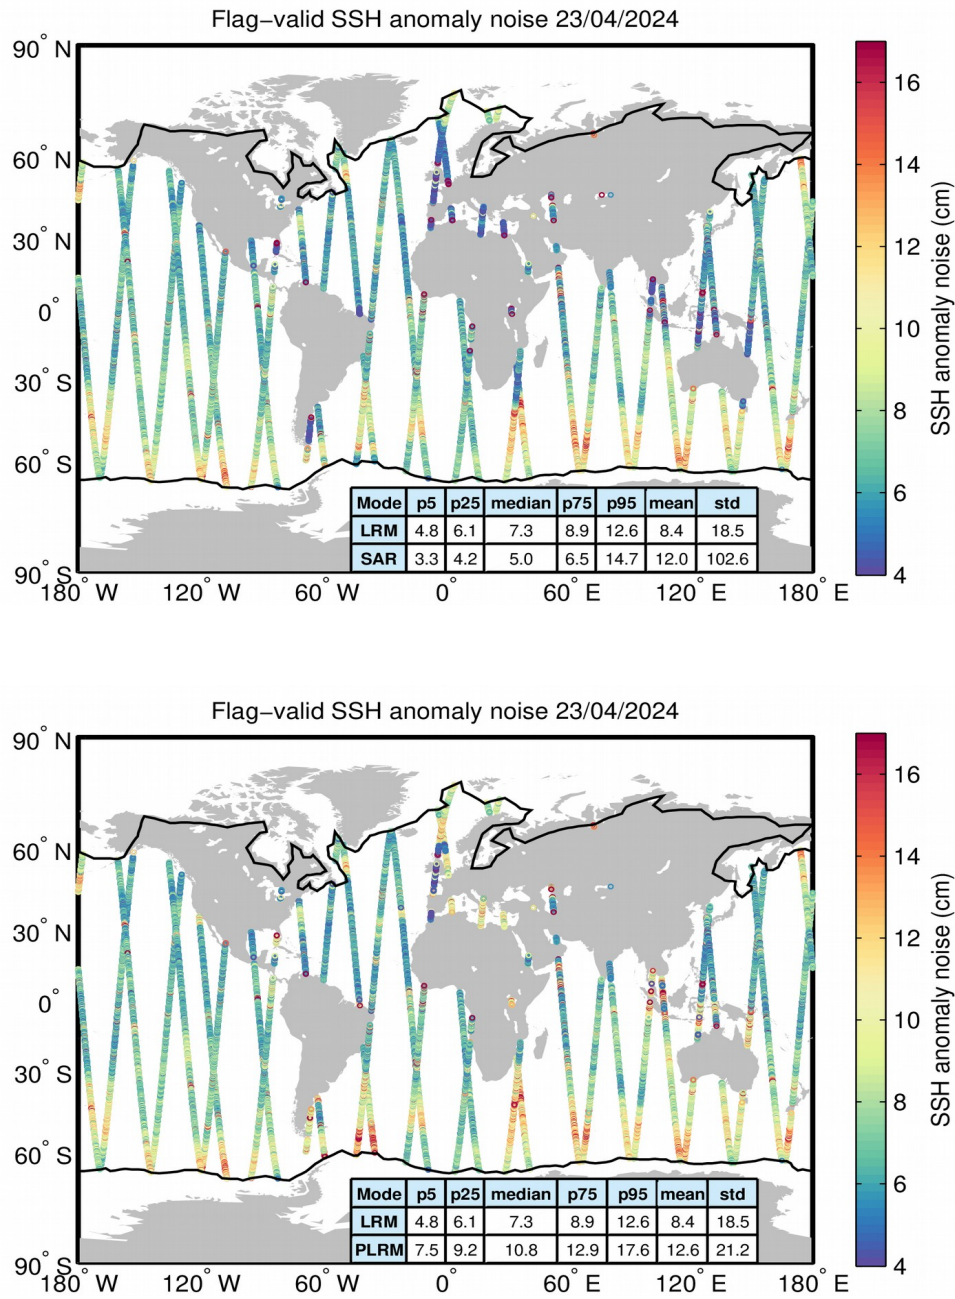 Flag−valid SSH anomaly noise 23/04/2024
90° N
60° N
30° N
0°
30° S
60° S
90° S
180° W
120° W
60° W
0°
60° E
120° E
180° E
Mode p5 p25 median p75 p95 mean std
LRM 4.8 6.1 7.3 8.9 12.6 8.4 18.5
SAR 3.3 4.2 5.0 6.5 14.7 12.0 102.6
16
14
12
10
8
6
4
SSH anomaly noise (cm)
Flag−valid SSH anomaly noise 23/04/2024
90° N
60° N
30° N
0°
30° S
60° S
90° S
180° W
120° W
60° W
0°
60° E
120° E
180° E
Mode p5 p25 median p75 p95 mean std
LRM 4.8 6.1 7.3 8.9 12.6 8.4 18.5
PLRM 7.5 9.2 10.8 12.9 17.6 12.6 21.2
16
14
12
10
8
6
4
SSH anomaly noise (cm)